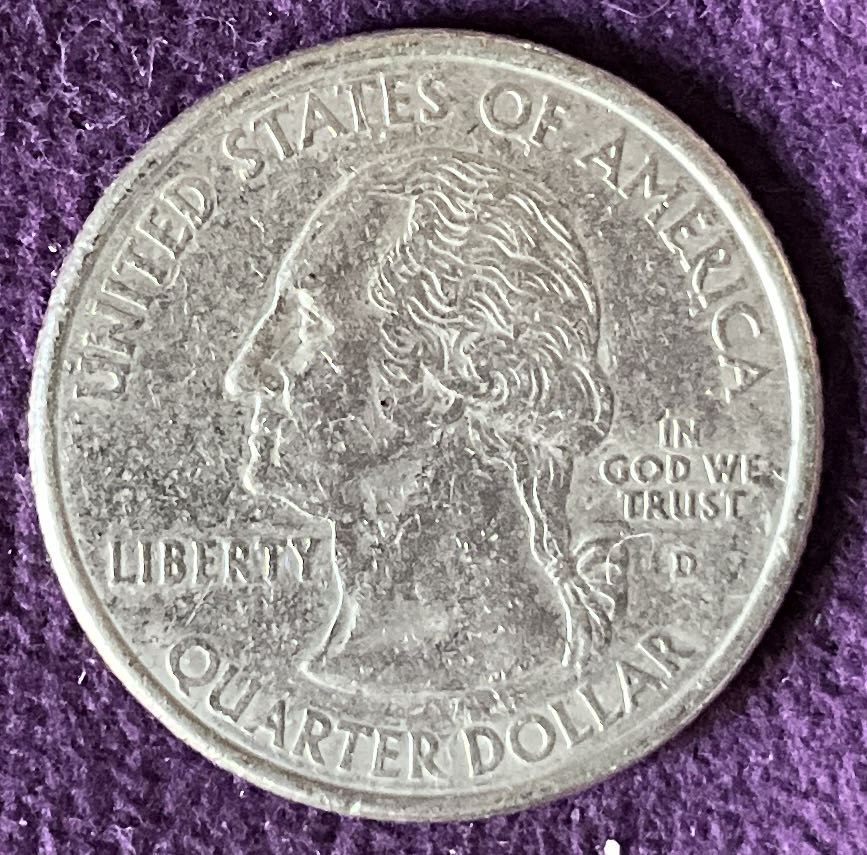 UNITED STATES OF AMERICA
IN
GOD WE
TRUST
LIBERTY
D
QUARTER DOLLAR